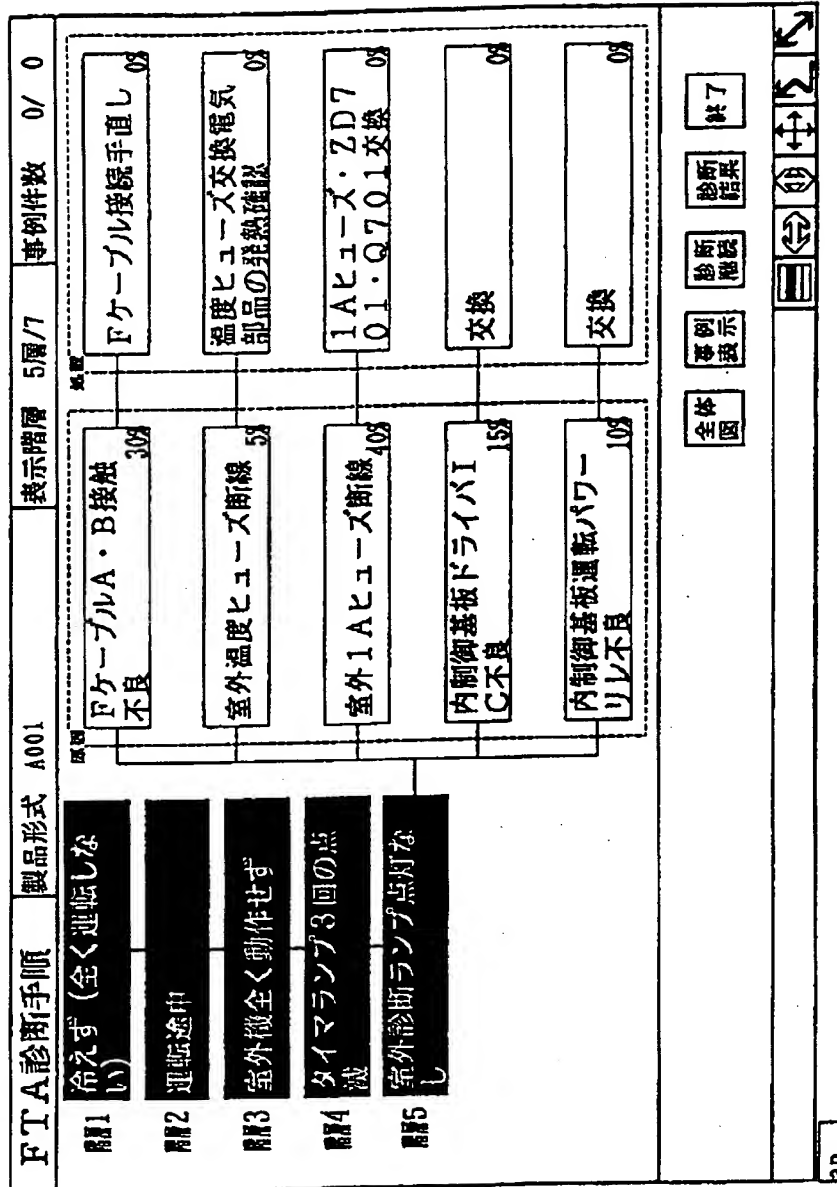 FTA診断手順
製品形式 A001
表示階層 5層/7
事例件数 0/ 0
階層1
冷えず(全く運転しな
い)
階層2
運転途中
階層3
室外機全く動作せず
階層4
タイマランプ3回の点
滅
階層5
室外診断ランプ点灯な
し
原因
FケーブルA・B接触
不良
30%
室外温度ヒューズ断線
5%
室外1Aヒューズ断線
40%
内制御基板ドライバI
C不良
15%
内制御基板運転パワー
リレ不良
10%
処置
Fケーブル接続手直し
0%
温度ヒューズ交換電気
部品の発熱確認
0%
1Aヒューズ・ZD7
01・Q701交換
0%
交換
0%
交換
0%
全体
図
事例
表示
診断
継続
診断
結果
終了